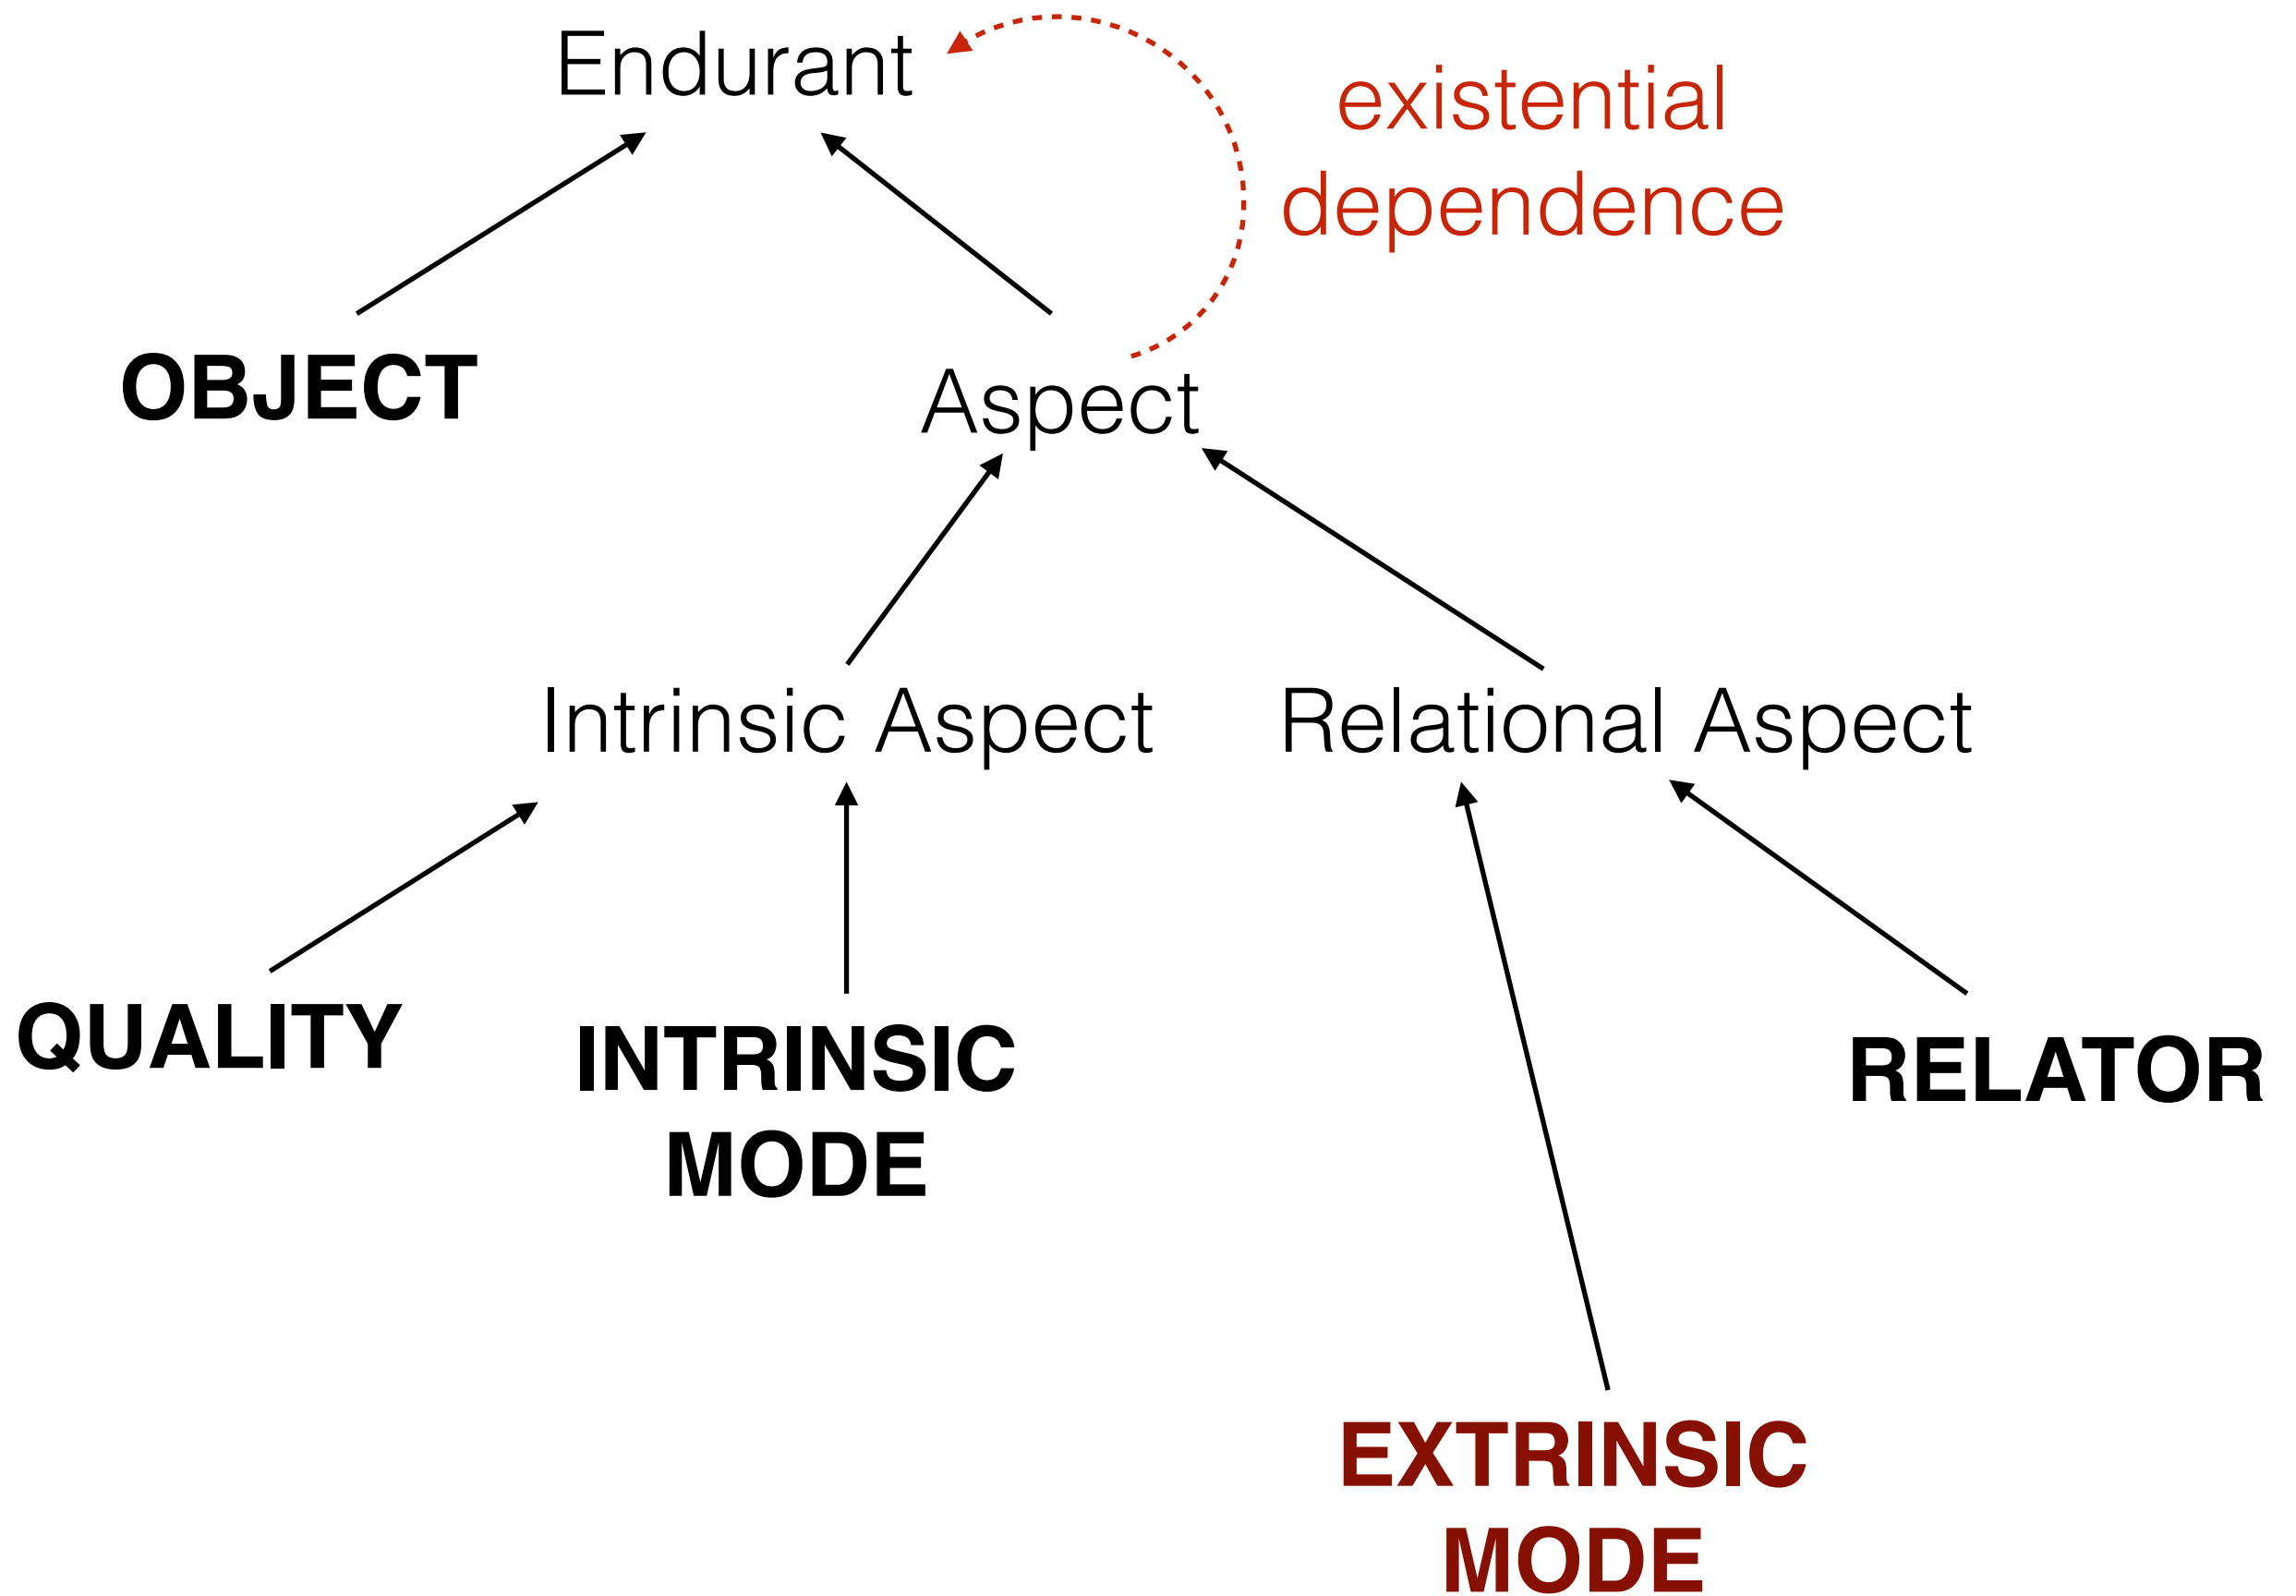 Endurant
existential
dependence
OBJECT
Aspect
Intrinsic Aspect
Relational Aspect
QUALITY
INTRINSIC
MODE
RELATOR
EXTRINSIC
MODE